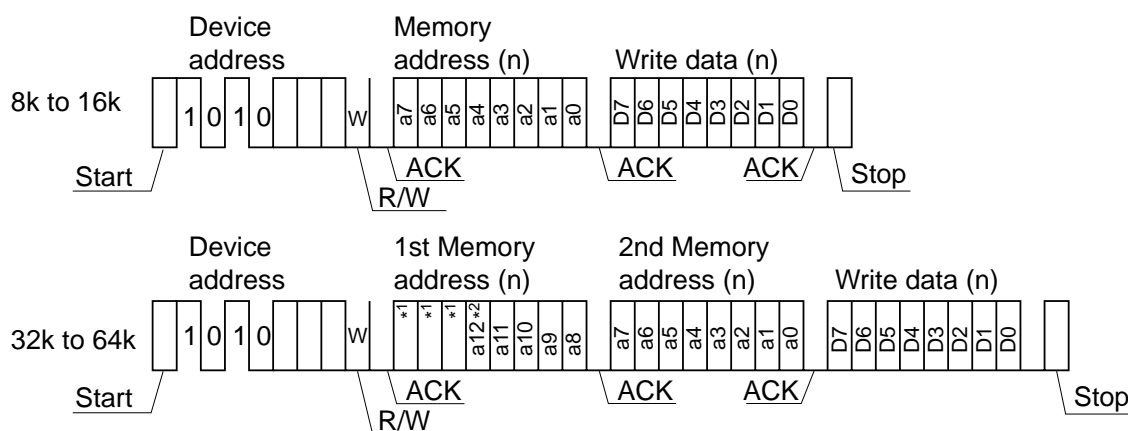 Device address
Memory address (n)
Write data (n)
8k to 16k
1 0 1 0
W
a7 a6 a5 a4 a3 a2 a1 a0
D7 D6 D5 D4 D3 D2 D1 D0
Start
ACK
R/W
ACK
ACK
Stop
Device address
1st Memory address (n)
2nd Memory address (n)
Write data (n)
32k to 64k
1 0 1 0
W
*1 *1 *1 a12*2 a11 a10 a9 a8
a7 a6 a5 a4 a3 a2 a1 a0
D7 D6 D5 D4 D3 D2 D1 D0
Start
ACK
R/W
ACK
ACK
Stop